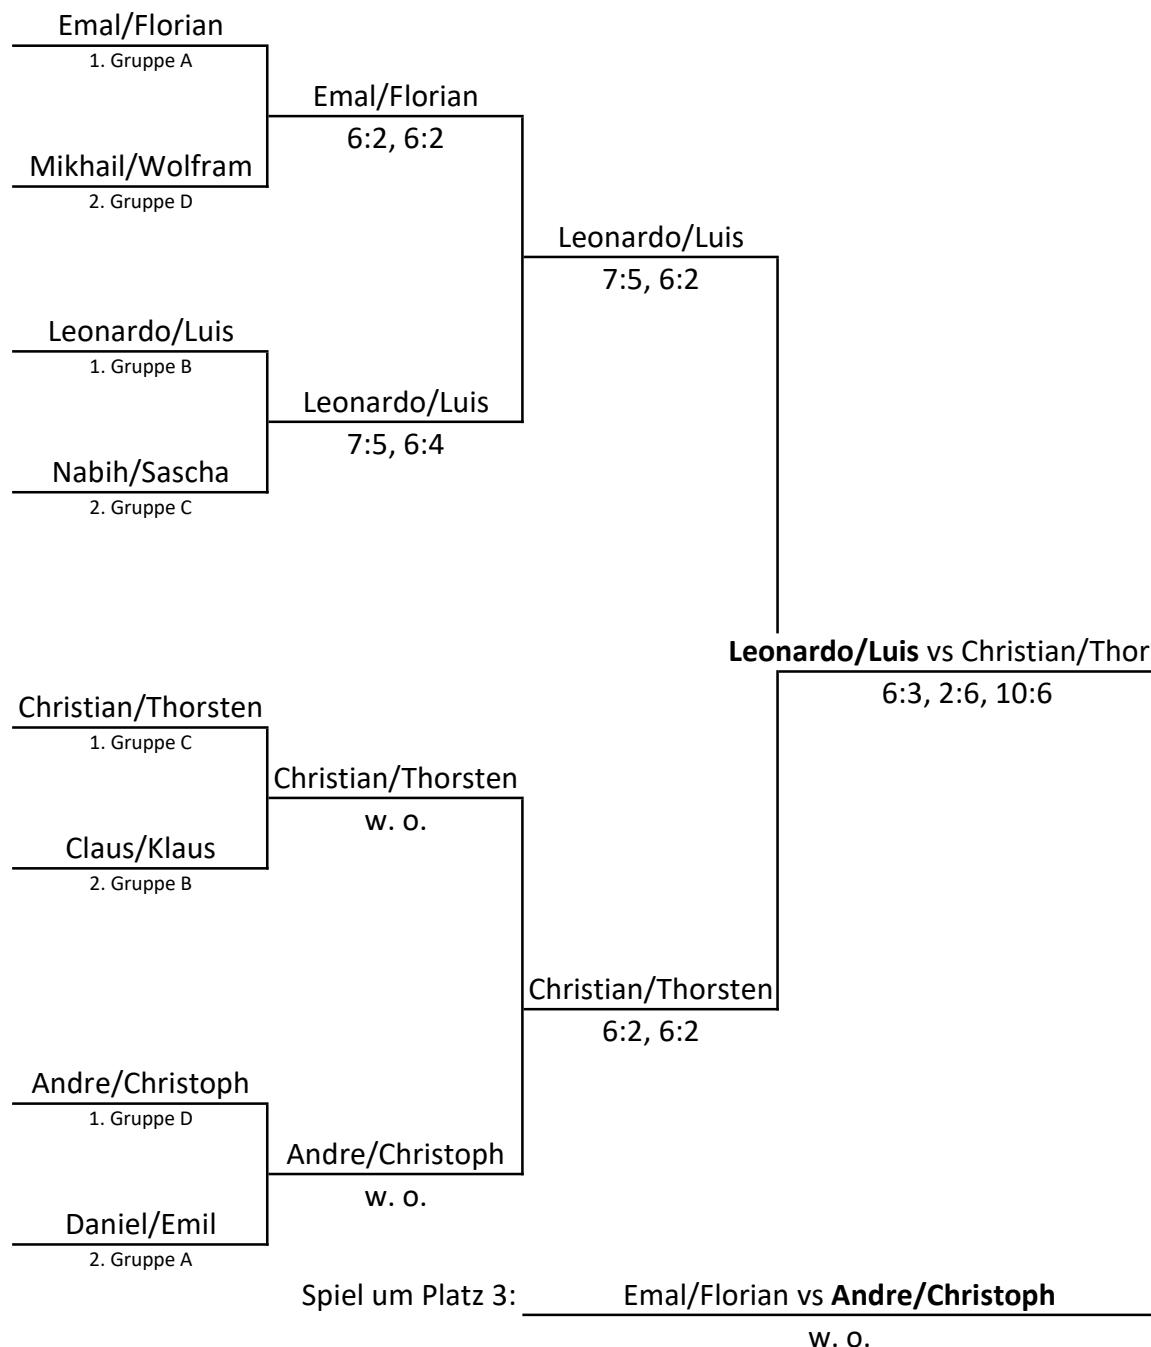 Emal/Florian
1. Gruppe A
Emal/Florian
6:2, 6:2
Mikhail/Wolfram
2. Gruppe D
Leonardo/Luis
7:5, 6:2
Leonardo/Luis
1. Gruppe B
Leonardo/Luis
7:5, 6:4
Nabih/Sascha
2. Gruppe C
Leonardo/Luis vs Christian/Thor
6:3, 2:6, 10:6
Christian/Thorsten
1. Gruppe C
Christian/Thorsten
w. o.
Claus/Klaus
2. Gruppe B
Christian/Thorsten
6:2, 6:2
Andre/Christoph
1. Gruppe D
Andre/Christoph
w. o.
Daniel/Emil
2. Gruppe A
Spiel um Platz 3: Emal/Florian vs Andre/Christoph
w. o.